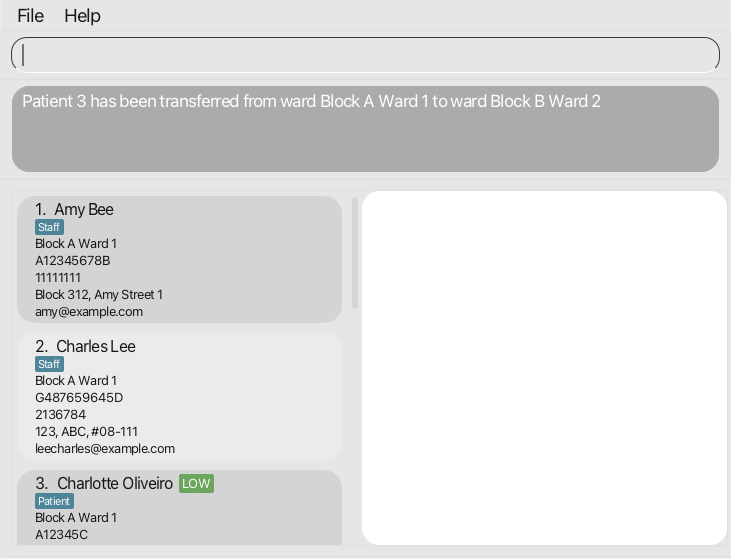 File Help
Patient 3 has been transferred from ward Block A Ward 1 to ward Block B Ward 2
1. Amy Bee
Staff
Block A Ward 1
A12345678B
11111111
Block 312, Amy Street 1
amy@example.com
2. Charles Lee
Staff
Block A Ward 1
G487659645D
2136784
123, ABC, #08-111
leecharles@example.com
3. Charlotte Oliveiro LOW
Patient
Block A Ward 1
A12345C